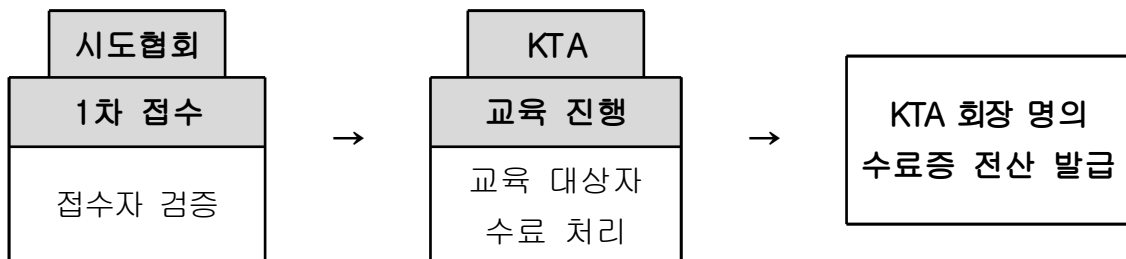 시도협회
1차 접수
접수자 검증
→
KTA
교육 진행
교육 대상자
수료 처리
→
KTA 회장 명의
수료증 전산 발급